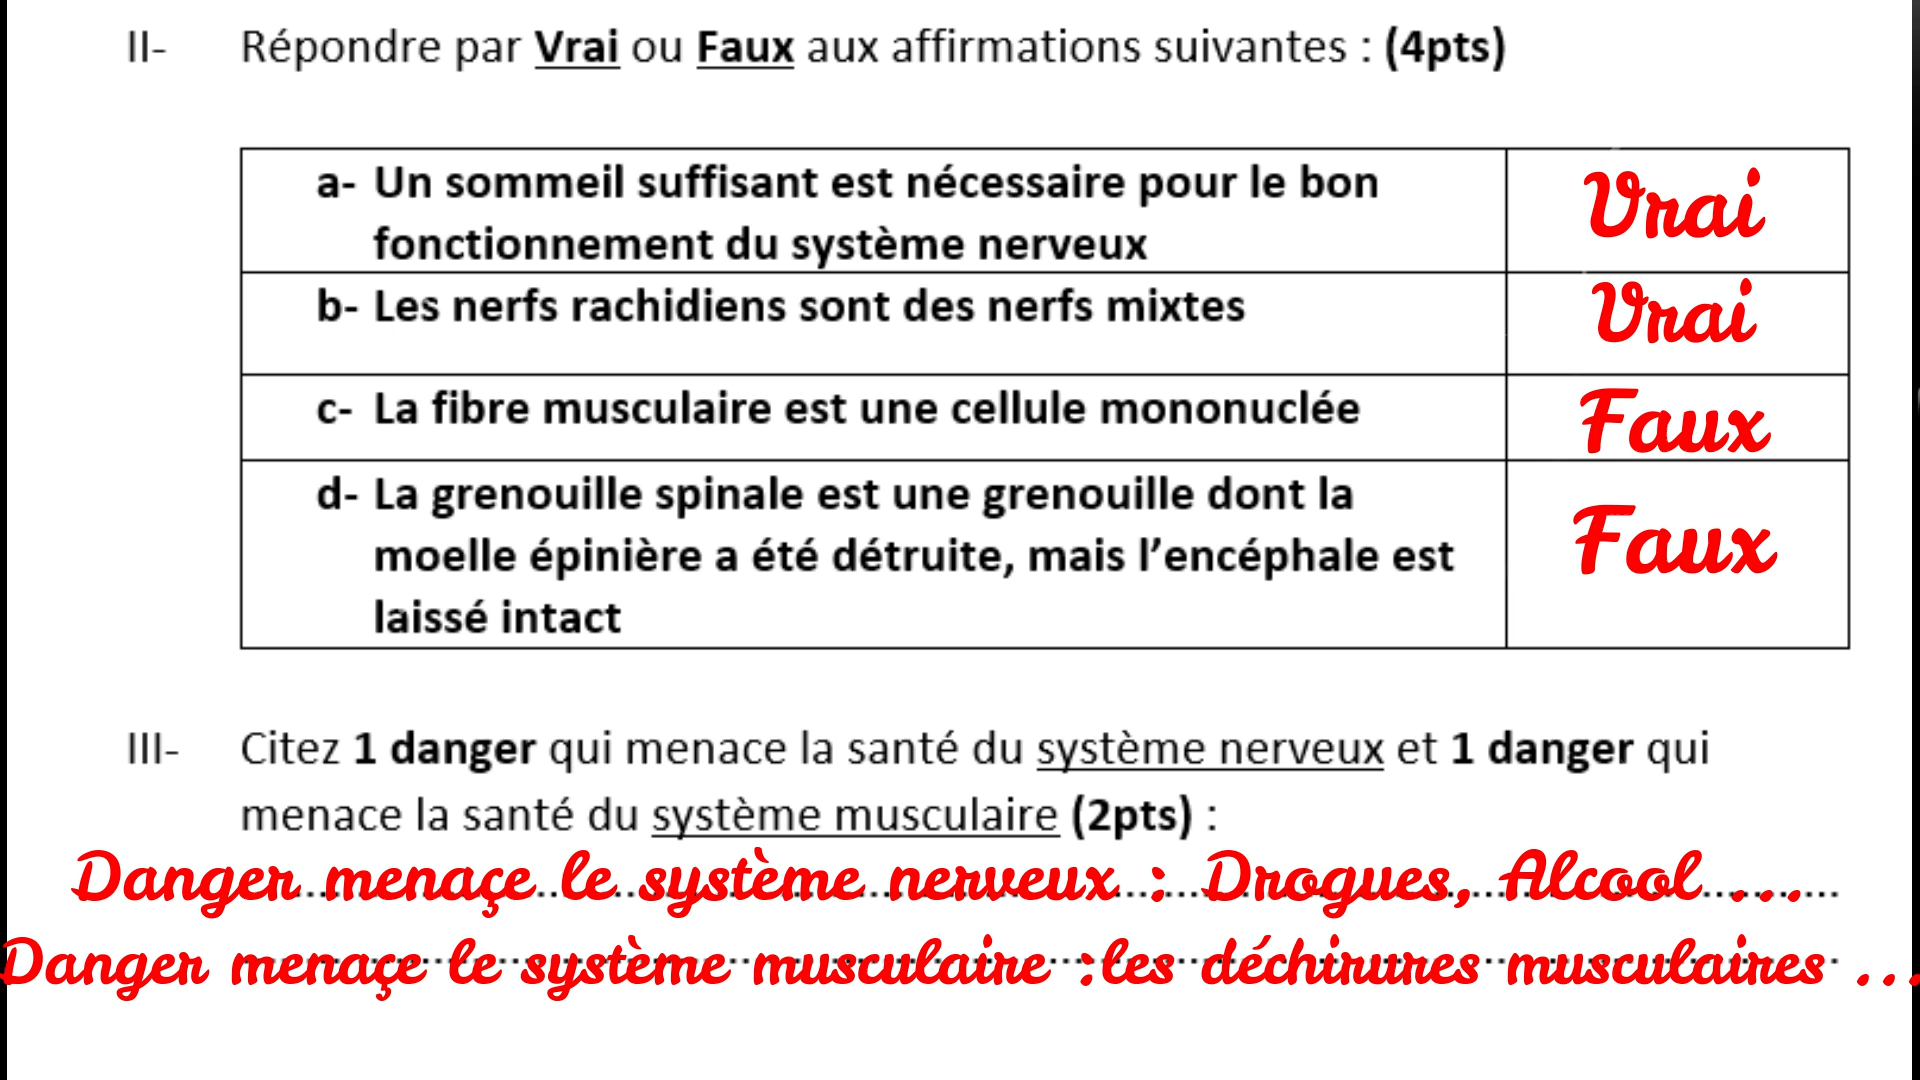 II- Répondre par Vrai ou Faux aux affirmations suivantes : (4pts)
a- Un sommeil suffisant est nécessaire pour le bon
fonctionnement du système nerveux
Vrai
b- Les nerfs rachidiens sont des nerfs mixtes
Vrai
c- La fibre musculaire est une cellule mononuclée
Faux
d- La grenouille spinale est une grenouille dont la
moelle épinière a été détruite, mais l’encéphale est
laissé intact
Faux
III- Citez 1 danger qui menace la santé du système nerveux et 1 danger qui
menace la santé du système musculaire (2pts) :
Danger menaçe le système nerveux : Drogues, Alcool ...
Danger menaçe le système musculaire :les déchirures musculaires ...